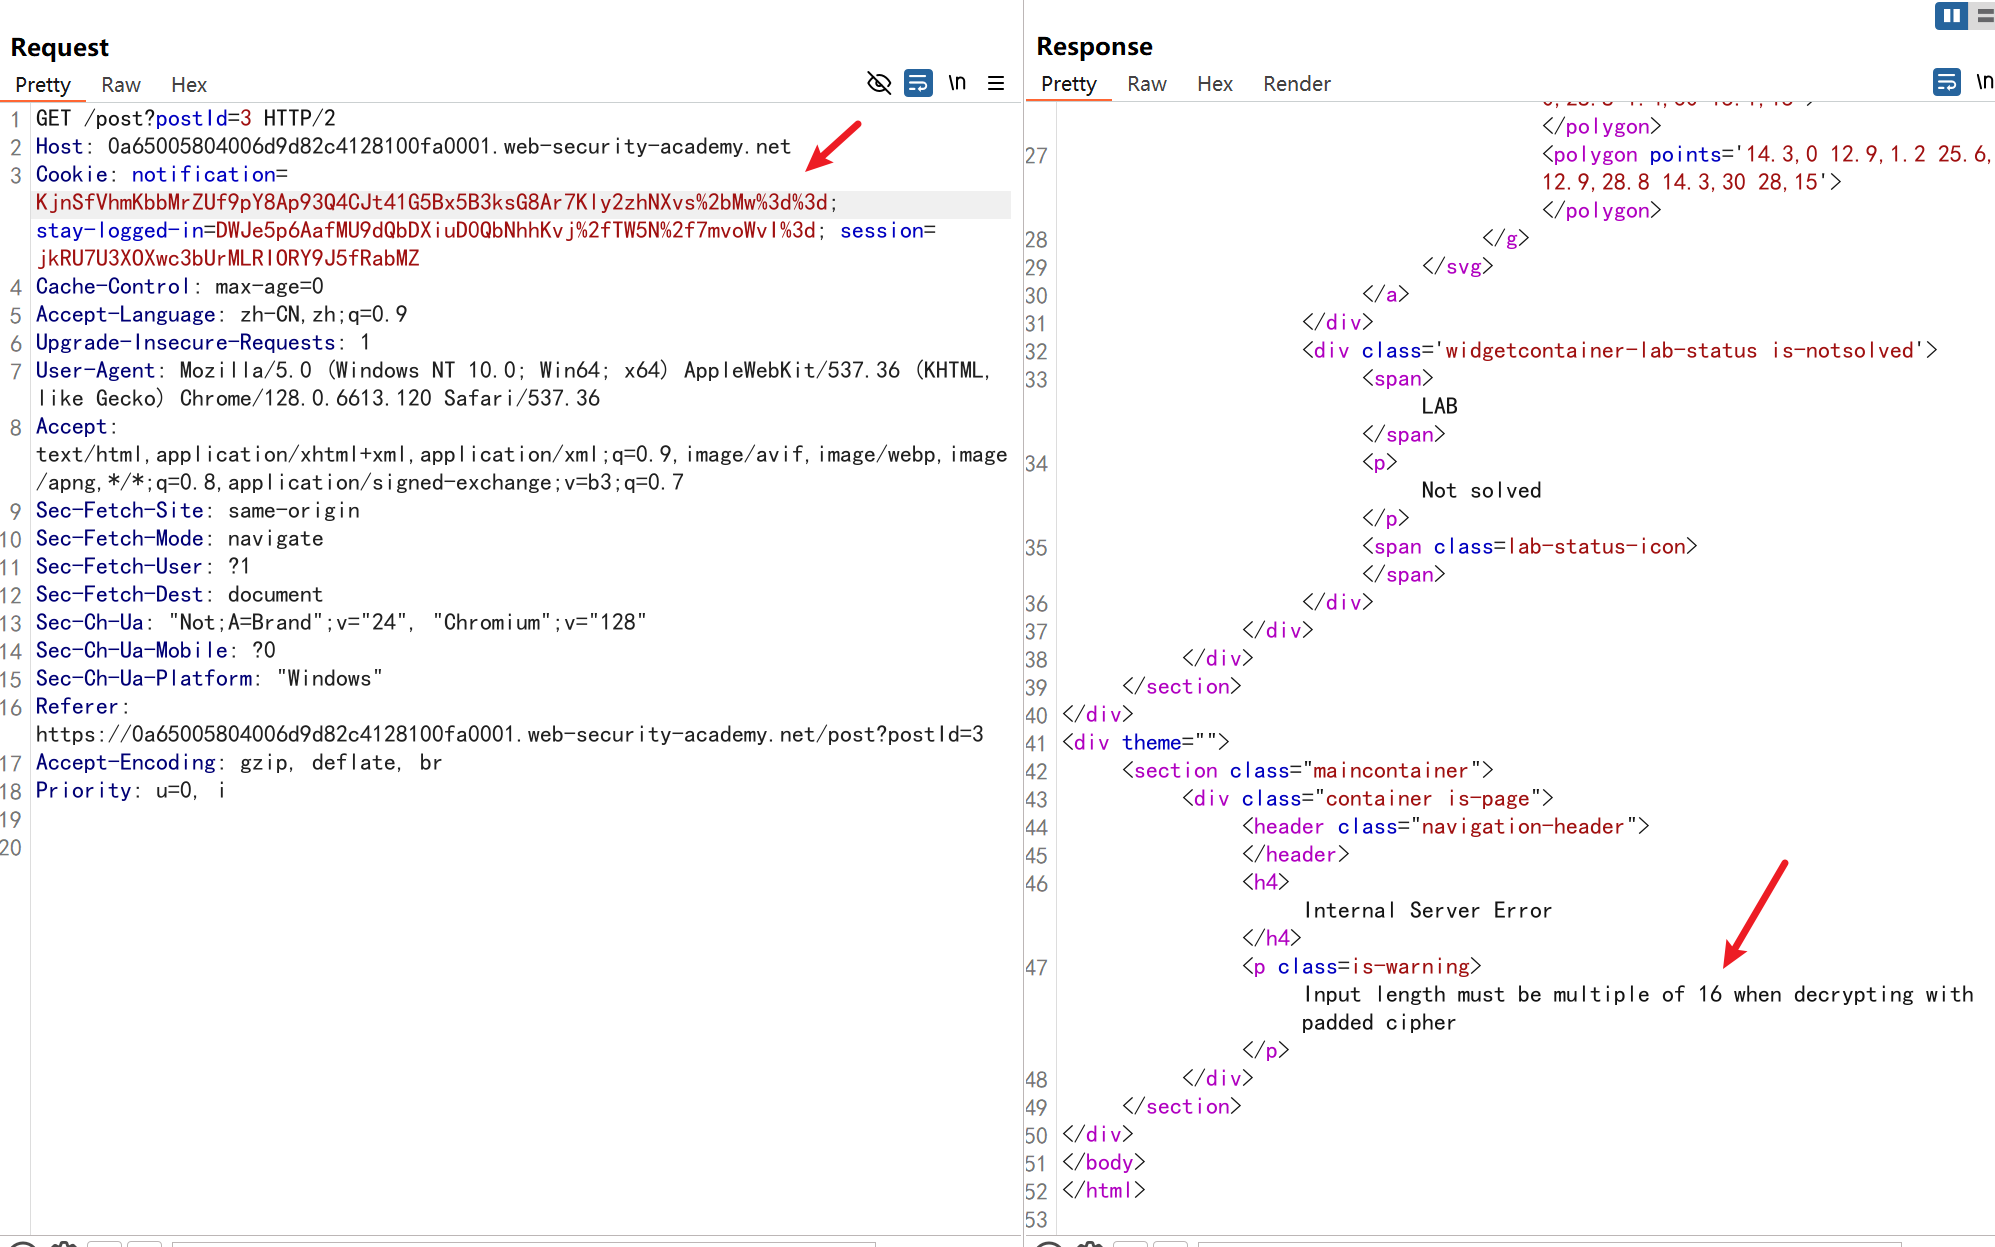 Request
Pretty Raw Hex \n
1 GET /post?postId=3 HTTP/2
2 Host: 0a65005804006d9d82c4128100fa0001.web-security-academy.net
3 Cookie: notification=
KjnSfVhmKbbMrZUf9pY8Ap93Q4CJt41G5Bx5B3ksG8Ar7Kly2zhNXvs%2bMw%3d%3d;
stay-logged-in=DWJe5p6AafMU9dQbDXiuD0QbNhhKvj%2fTW5N%2f7mvoWvI%3d; session=
jkRU7U3XOXwc3bUrMLRIORY9J5fRabMZ
4 Cache-Control: max-age=0
5 Accept-Language: zh-CN,zh;q=0.9
6 Upgrade-Insecure-Requests: 1
7 User-Agent: Mozilla/5.0 (Windows NT 10.0; Win64; x64) AppleWebKit/537.36 (KHTML,
like Gecko) Chrome/128.0.6613.120 Safari/537.36
8 Accept:
text/html,application/xhtml+xml,application/xml;q=0.9,image/avif,image/webp,image
/apng,*/*;q=0.8,application/signed-exchange;v=b3;q=0.7
9 Sec-Fetch-Site: same-origin
10 Sec-Fetch-Mode: navigate
11 Sec-Fetch-User: ?1
12 Sec-Fetch-Dest: document
13 Sec-Ch-Ua: "Not;A=Brand";v="24", "Chromium";v="128"
14 Sec-Ch-Ua-Mobile: ?0
15 Sec-Ch-Ua-Platform: "Windows"
16 Referer:
https://0a65005804006d9d82c4128100fa0001.web-security-academy.net/post?postId=3
17 Accept-Encoding: gzip, deflate, br
18 Priority: u=0, i
19
20
Response
Pretty Raw Hex Render \n
</polygon>
27 <polygon points='14.3,0 12.9,1.2 25.6,
12.9,28.8 14.3,30 28,15'>
</polygon>
28 </g>
29 </svg>
30 </a>
31 </div>
32 <div class='widgetcontainer-lab-status is-notsolved'>
33 <span>
LAB
</span>
34 <p>
Not solved
</p>
35 <span class=lab-status-icon>
</span>
36 </div>
37 </div>
38 </div>
39 </section>
40 </div>
41 <div theme="">
42 <section class="maincontainer">
43 <div class="container is-page">
44 <header class="navigation-header">
45 </header>
46 <h4>
Internal Server Error
</h4>
47 <p class=is-warning>
Input length must be multiple of 16 when decrypting with
padded cipher
</p>
48 </div>
49 </section>
50 </div>
51 </body>
52 </html>
53